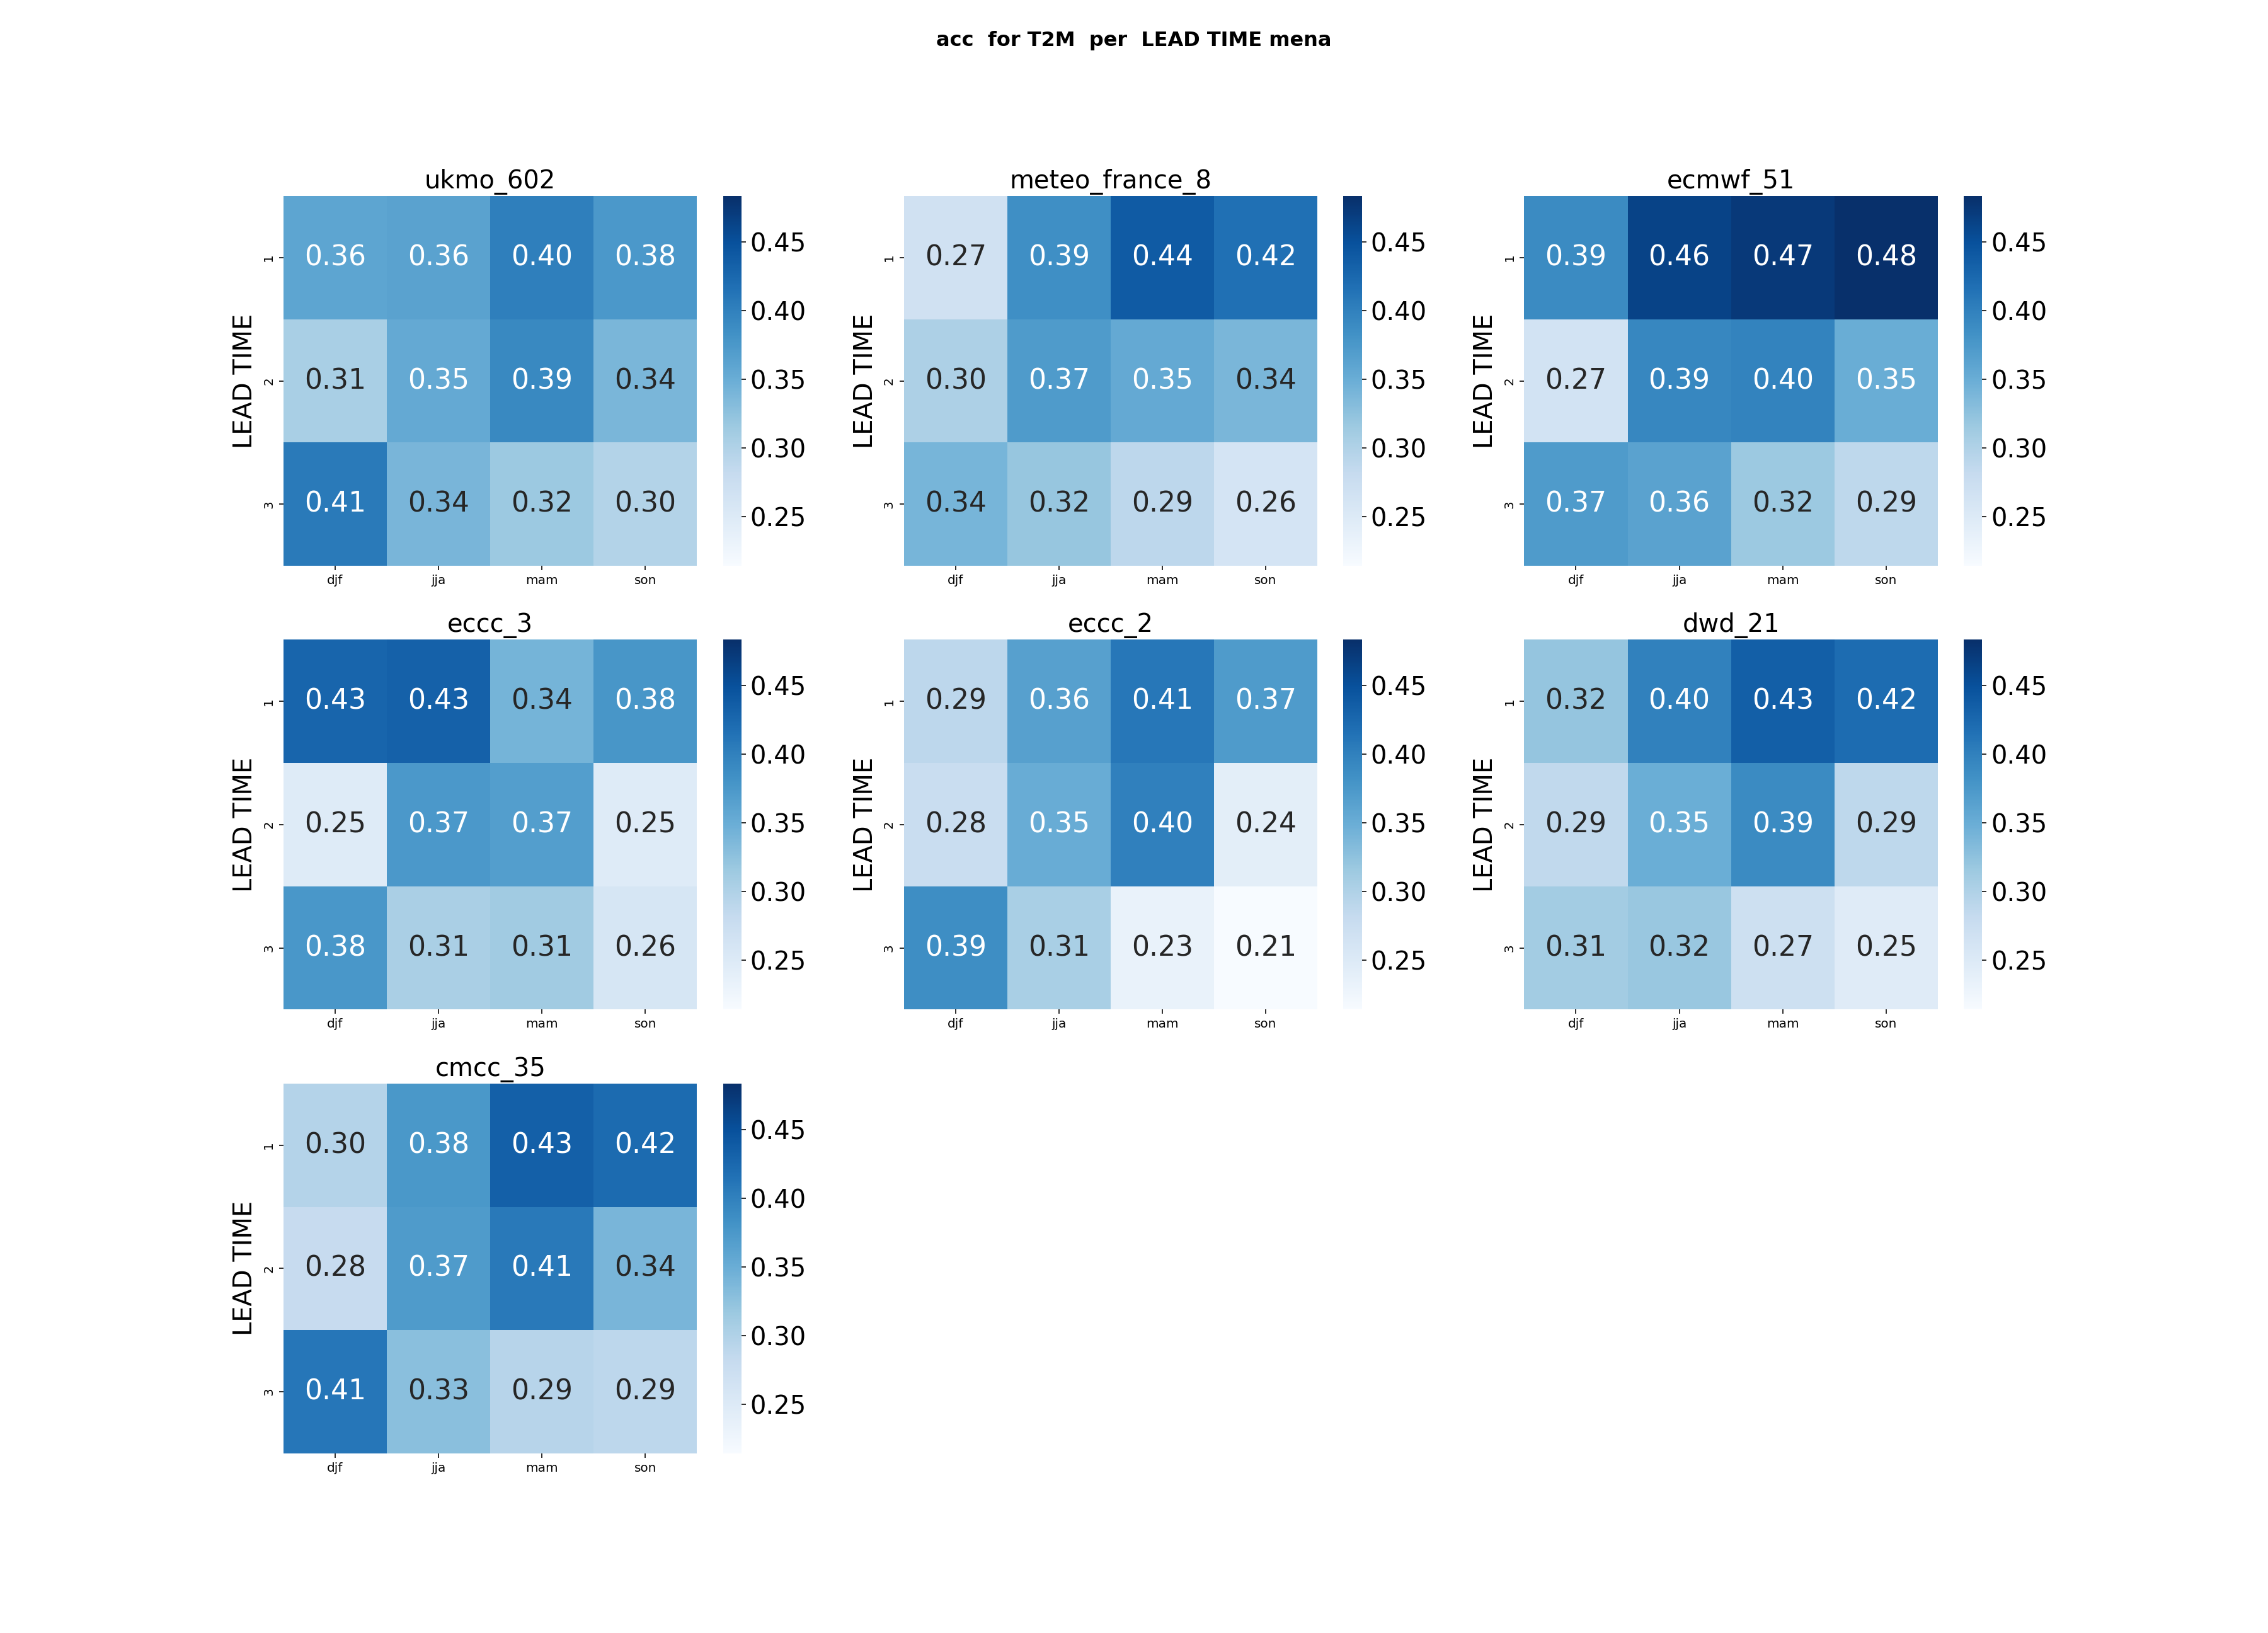 acc  for T2M  per  LEAD TIME mena
ukmo_602
LEAD TIME
1 0.36 0.36 0.40 0.38
2 0.31 0.35 0.39 0.34
3 0.41 0.34 0.32 0.30
djf jja mam son
0.45
0.40
0.35
0.30
0.25
meteo_france_8
LEAD TIME
1 0.27 0.39 0.44 0.42
2 0.30 0.37 0.35 0.34
3 0.34 0.32 0.29 0.26
djf jja mam son
0.45
0.40
0.35
0.30
0.25
ecmwf_51
LEAD TIME
1 0.39 0.46 0.47 0.48
2 0.27 0.39 0.40 0.35
3 0.37 0.36 0.32 0.29
djf jja mam son
0.45
0.40
0.35
0.30
0.25
eccc_3
LEAD TIME
1 0.43 0.43 0.34 0.38
2 0.25 0.37 0.37 0.25
3 0.38 0.31 0.31 0.26
djf jja mam son
0.45
0.40
0.35
0.30
0.25
eccc_2
LEAD TIME
1 0.29 0.36 0.41 0.37
2 0.28 0.35 0.40 0.24
3 0.39 0.31 0.23 0.21
djf jja mam son
0.45
0.40
0.35
0.30
0.25
dwd_21
LEAD TIME
1 0.32 0.40 0.43 0.42
2 0.29 0.35 0.39 0.29
3 0.31 0.32 0.27 0.25
djf jja mam son
0.45
0.40
0.35
0.30
0.25
cmcc_35
LEAD TIME
1 0.30 0.38 0.43 0.42
2 0.28 0.37 0.41 0.34
3 0.41 0.33 0.29 0.29
djf jja mam son
0.45
0.40
0.35
0.30
0.25